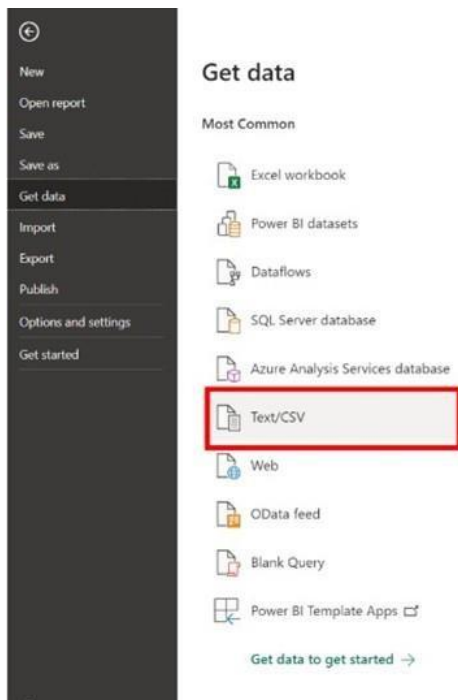 New
Open report
Save
Save as
Get data
Import
Export
Publish
Options and settings
Get started
Get data
Most Common
Excel workbook
Power BI datasets
Dataflows
SQL Server database
Azure Analysis Services database
Text/CSV
Web
OData feed
Blank Query
Power BI Template Apps
Get data to get started →